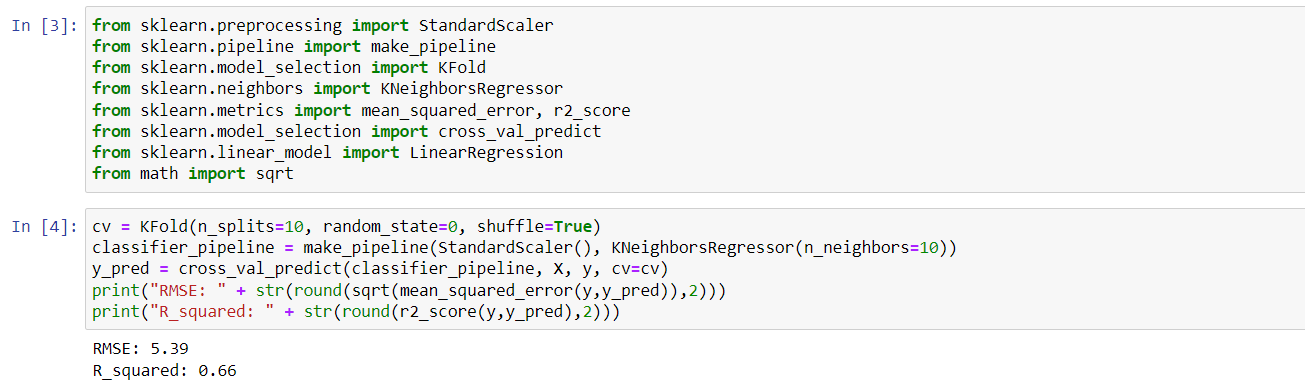 In [3]: from sklearn.preprocessing import StandardScaler
from sklearn.pipeline import make_pipeline
from sklearn.model_selection import KFold
from sklearn.neighbors import KNeighborsRegressor
from sklearn.metrics import mean_squared_error, r2_score
from sklearn.model_selection import cross_val_predict
from sklearn.linear_model import LinearRegression
from math import sqrt
In [4]: cv = KFold(n_splits=10, random_state=0, shuffle=True)
classifier_pipeline = make_pipeline(StandardScaler(), KNeighborsRegressor(n_neighbors=10))
y_pred = cross_val_predict(classifier_pipeline, X, y, cv=cv)
print("RMSE: " + str(round(sqrt(mean_squared_error(y,y_pred)),2)))
print("R_squared: " + str(round(r2_score(y,y_pred),2)))
RMSE: 5.39
R_squared: 0.66